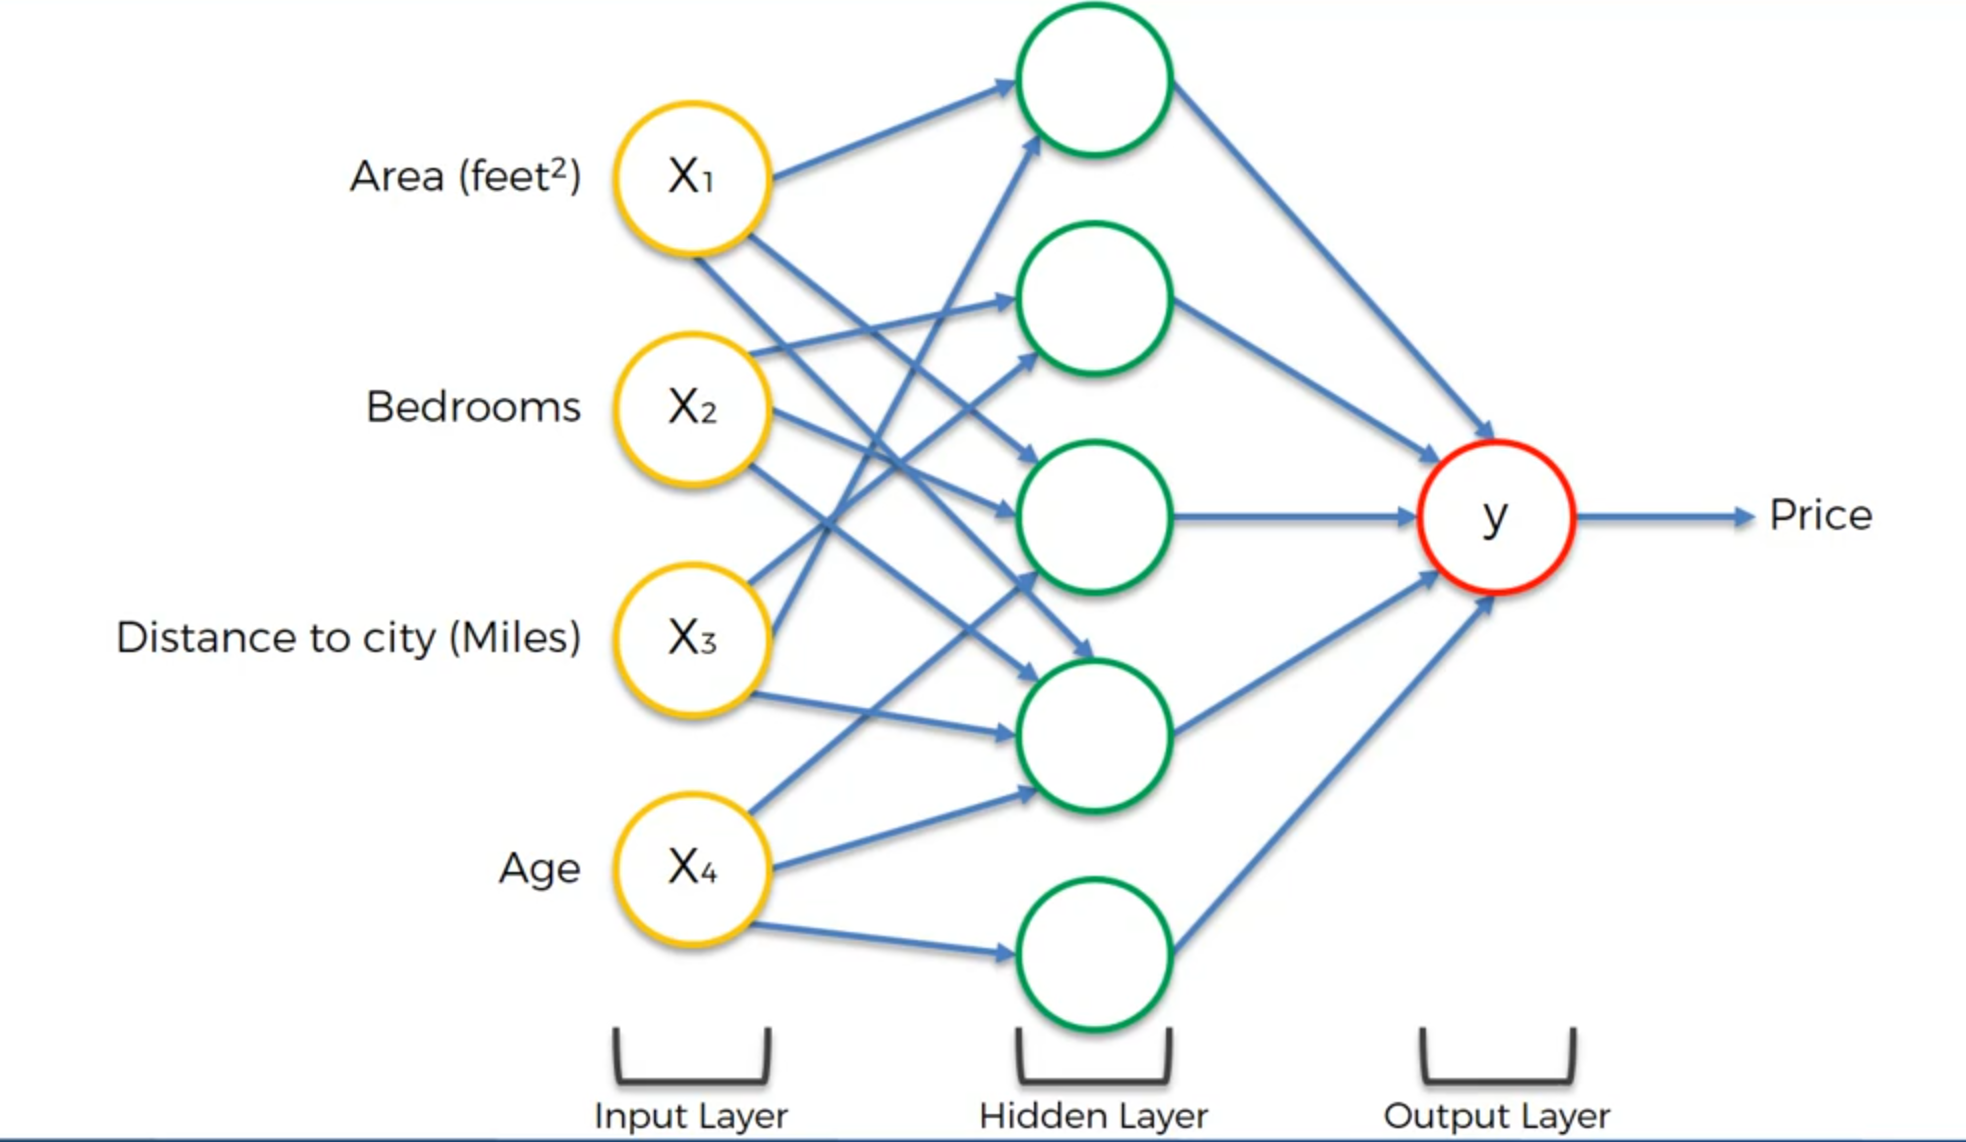 Area (feet²)
X₁
Bedrooms
X₂
Distance to city (Miles)
X₃
Age
X₄
y
Price
Input Layer
Hidden Layer
Output Layer